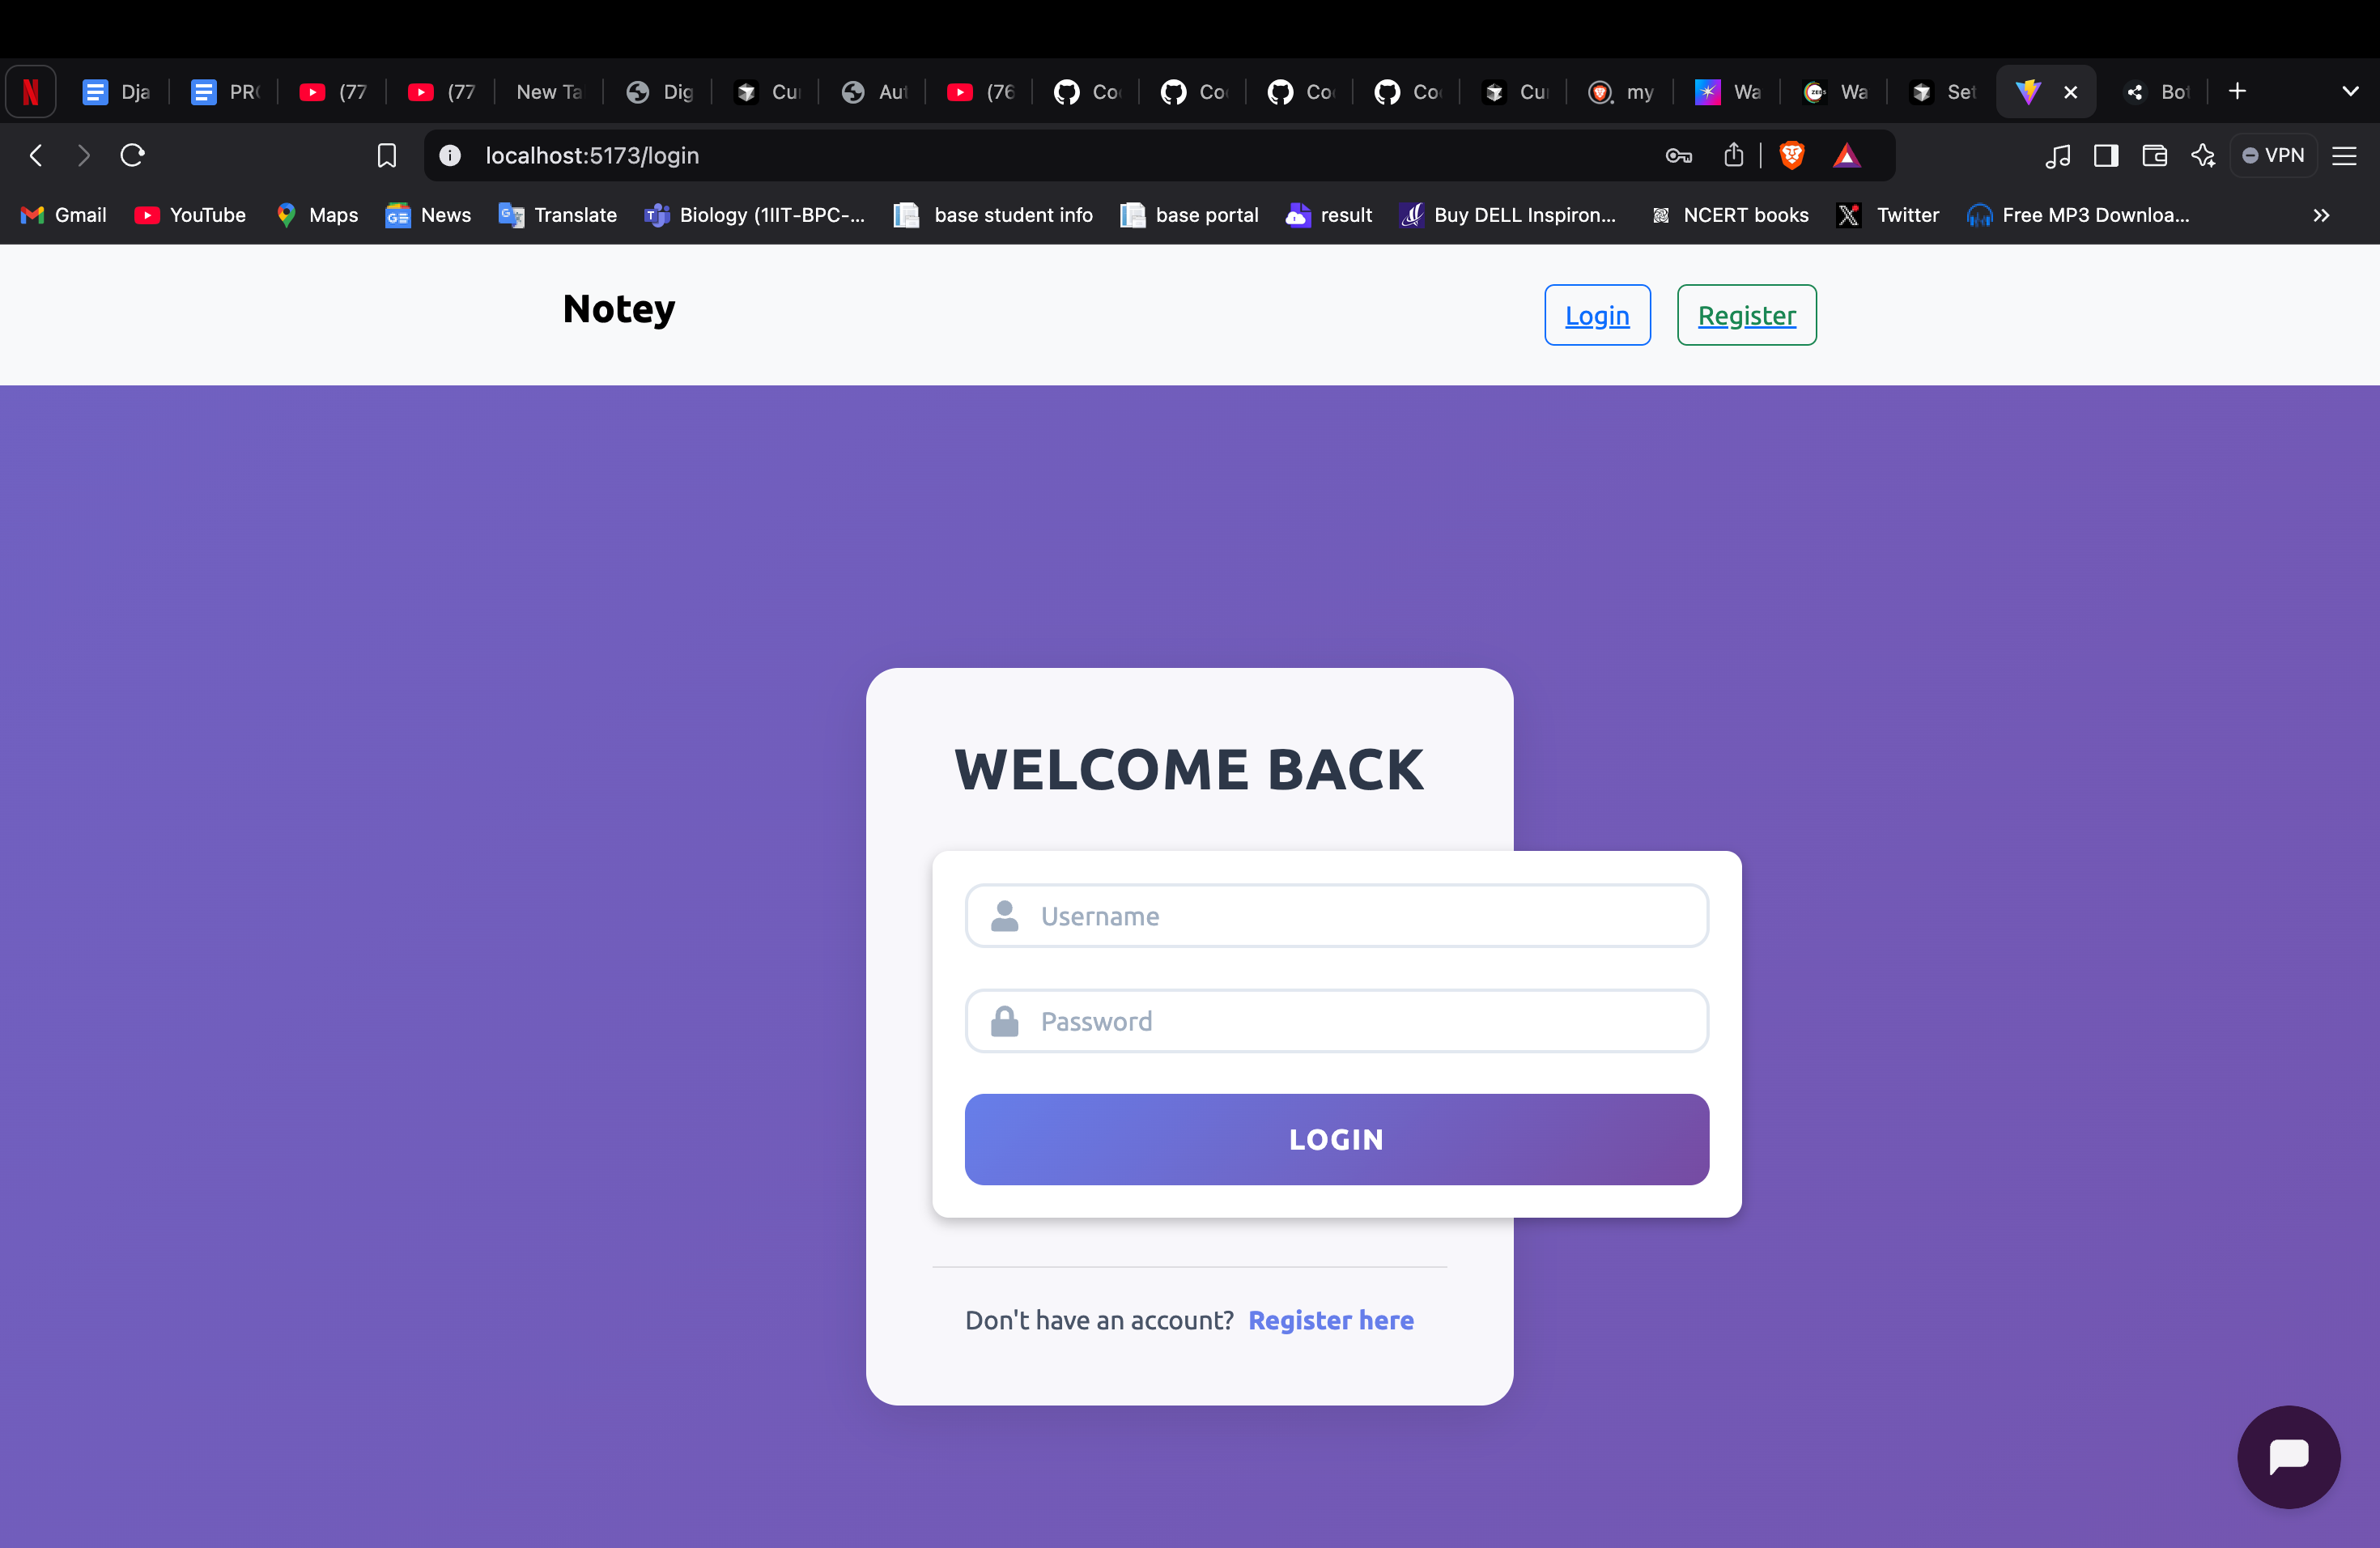 Dja PR (77 (77 New Ta Dig Cu Aut (76 Co Co Co Co Cu my Wa Wa Set Bot
localhost:5173/login VPN
Gmail YouTube Maps News Translate Biology (1IIT-BPC-... base student info base portal result Buy DELL Inspiron... NCERT books Twitter Free MP3 Downloa...
Notey Login Register
WELCOME BACK
Username
Password
LOGIN
Don't have an account? Register here